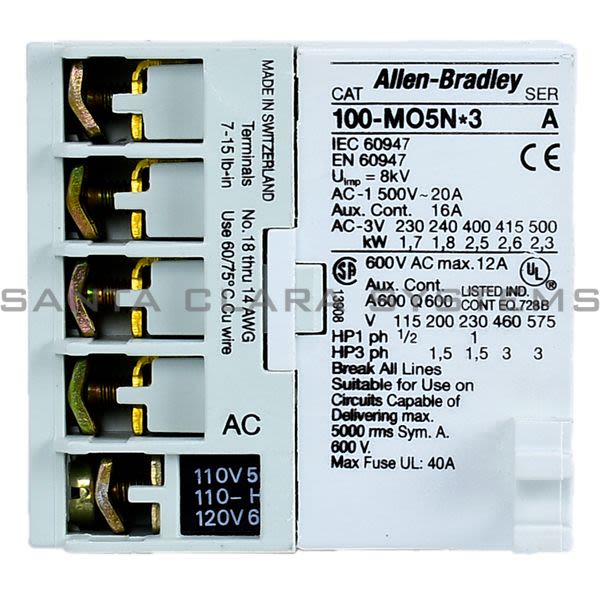 Allen-Bradley
CAT SER
100-MO5N*3 A
IEC 60947
EN 60947
CE
UImp = 8kV
AC-1 500V~20A
Aux. Cont. 16A
AC-3V 230 240 400 415 500
kW 1,7 1,8 2,5 2,6 2,3
SP
600V AC max. 12A
UL
Aux. Cont.
A600 Q600
LISTED IND.
CONT EQ.728B
V 115 200 230 460 575
HP1 ph 1/2 1
HP3 ph 1,5 1,5 3 3
Break All Lines
Suitable for Use on
Circuits Capable of
Delivering max.
5000 rms Sym. A.
600 V.
Max Fuse UL: 40A
MADE IN SWITZERLAND
Terminals No. 18 thru 14 AWG
7-15 lb-in Use 60/75°C.Cu wire
AC
110V 5
110- H
120V 6
SANTA CLARA SYSTEMS